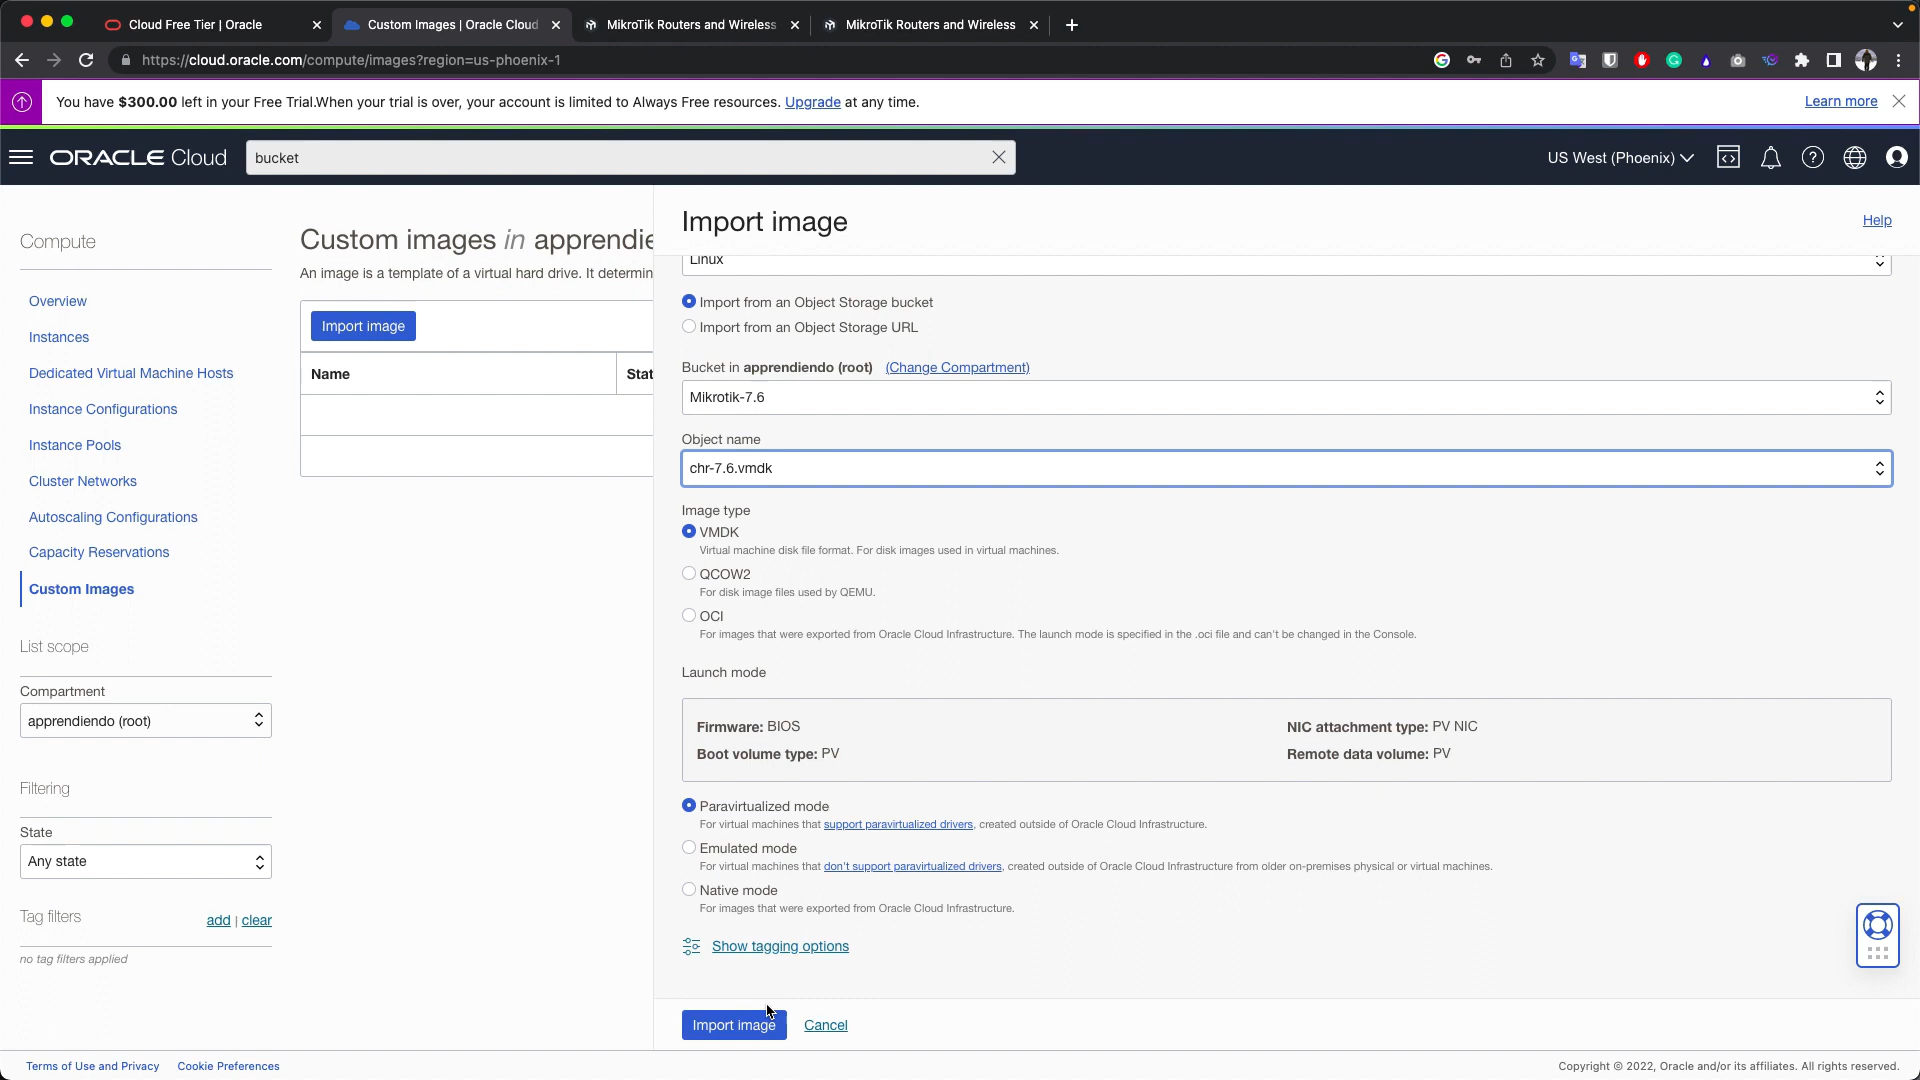 Cloud Free Tier | Oracle
Custom Images | Oracle Cloud
MikroTik Routers and Wireless
MikroTik Routers and Wireless
https://cloud.oracle.com/compute/images?region=us-phoenix-1
You have $300.00 left in your Free Trial.When your trial is over, your account is limited to Always Free resources. Upgrade at any time.
Learn more
ORACLE Cloud
bucket
US West (Phoenix)
Compute
Overview
Instances
Dedicated Virtual Machine Hosts
Instance Configurations
Instance Pools
Cluster Networks
Autoscaling Configurations
Capacity Reservations
Custom Images
List scope
Compartment
apprendiendo (root)
Filtering
State
Any state
Tag filters
add | clear
no tag filters applied
Custom images in apprendie
An image is a template of a virtual hard drive. It determin
Import image
Name
Stat
Import image
Help
Linux
Import from an Object Storage bucket
Import from an Object Storage URL
Bucket in apprendiendo (root) (Change Compartment)
Mikrotik-7.6
Object name
chr-7.6.vmdk
Image type
VMDK
Virtual machine disk file format. For disk images used in virtual machines.
QCOW2
For disk image files used by QEMU.
OCI
For images that were exported from Oracle Cloud Infrastructure. The launch mode is specified in the .oci file and can't be changed in the Console.
Launch mode
Firmware: BIOS
NIC attachment type: PV NIC
Boot volume type: PV
Remote data volume: PV
Paravirtualized mode
For virtual machines that support paravirtualized drivers, created outside of Oracle Cloud Infrastructure.
Emulated mode
For virtual machines that don't support paravirtualized drivers, created outside of Oracle Cloud Infrastructure from older on-premises physical or virtual machines.
Native mode
For images that were exported from Oracle Cloud Infrastructure.
Show tagging options
Import image
Cancel
Terms of Use and Privacy
Cookie Preferences
Copyright © 2022, Oracle and/or its affiliates. All rights reserved.